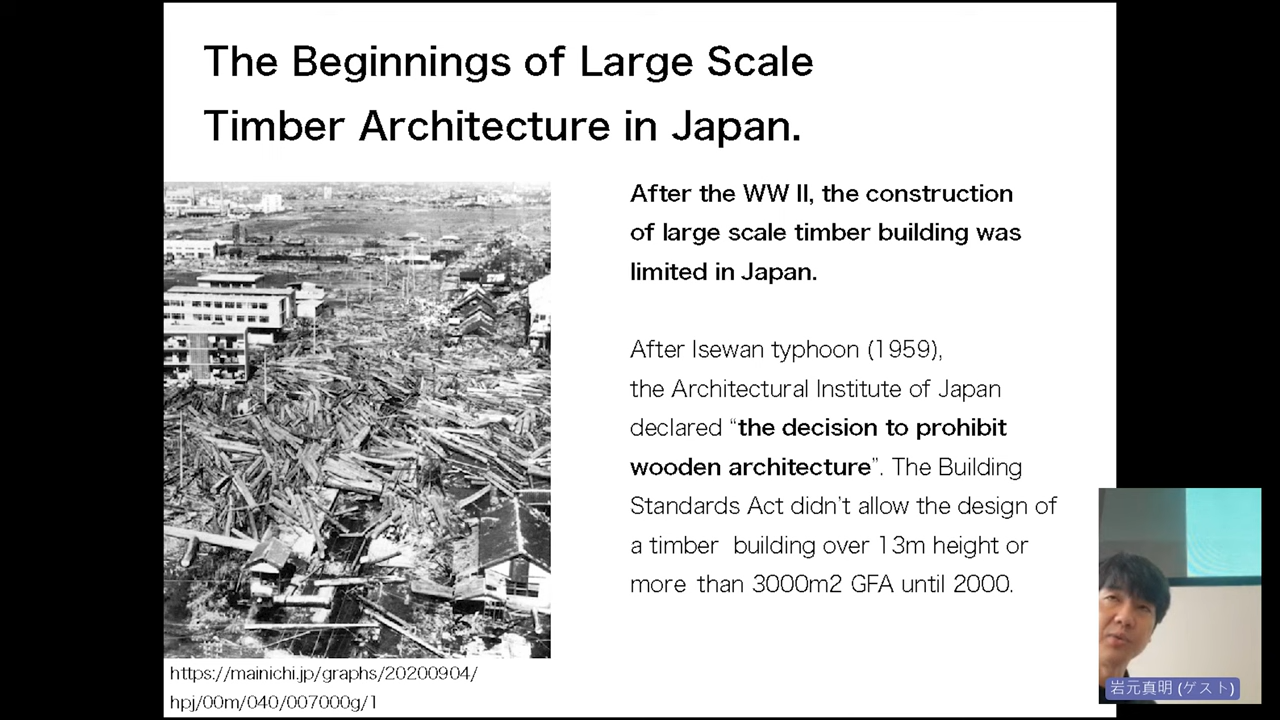 The Beginnings of Large Scale
Timber Architecture in Japan.
After the WW II, the construction
of large scale timber building was
limited in Japan.
After Isewan typhoon (1959),
the Architectural Institute of Japan
declared “the decision to prohibit
wooden architecture”. The Building
Standards Act didn’t allow the design of
a timber building over 13m height or
more than 3000m2 GFA until 2000.
https://mainichi.jp/graphs/20200904/
hpj/00m/040/007000g/1
岩元真明 (ゲスト)